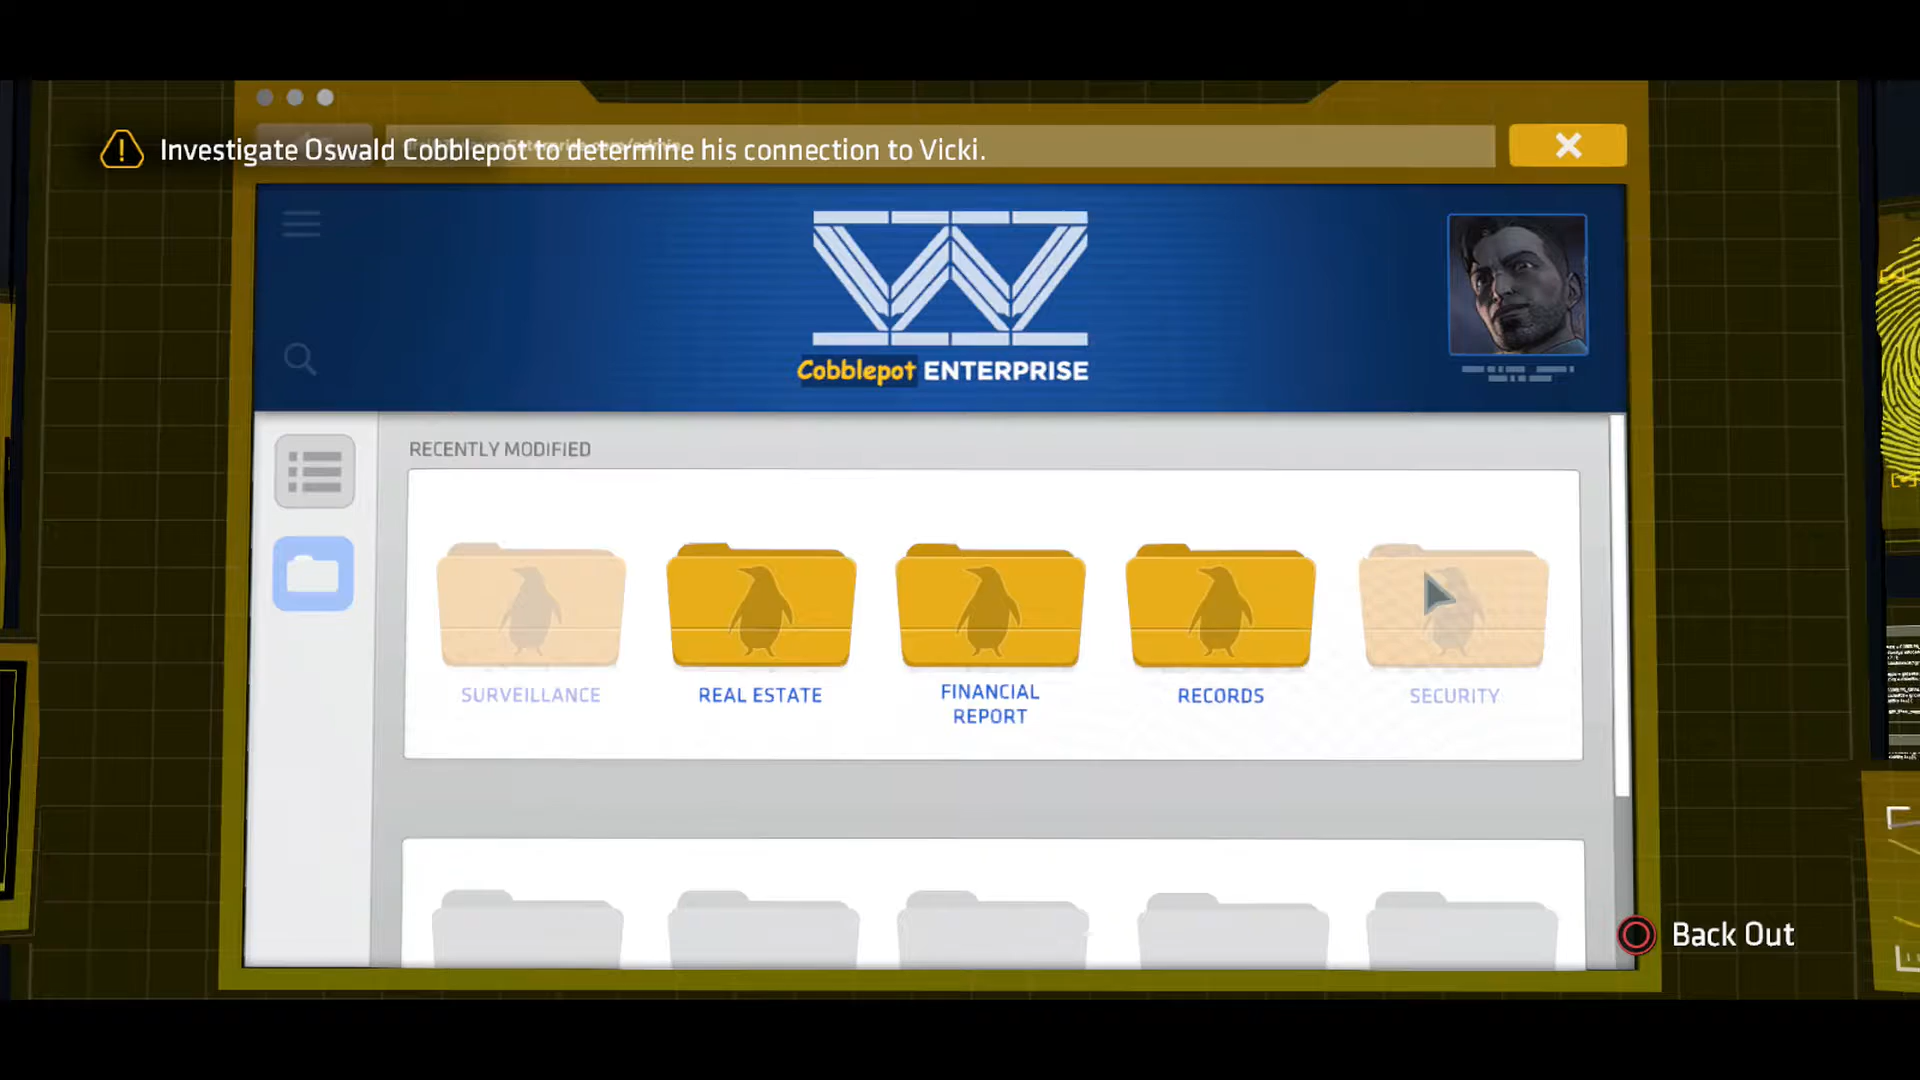 Investigate Oswald Cobblepot to determine his connection to Vicki.
Cobblepot ENTERPRISE
RECENTLY MODIFIED
SURVEILLANCE
REAL ESTATE
FINANCIAL
REPORT
RECORDS
SECURITY
Back Out